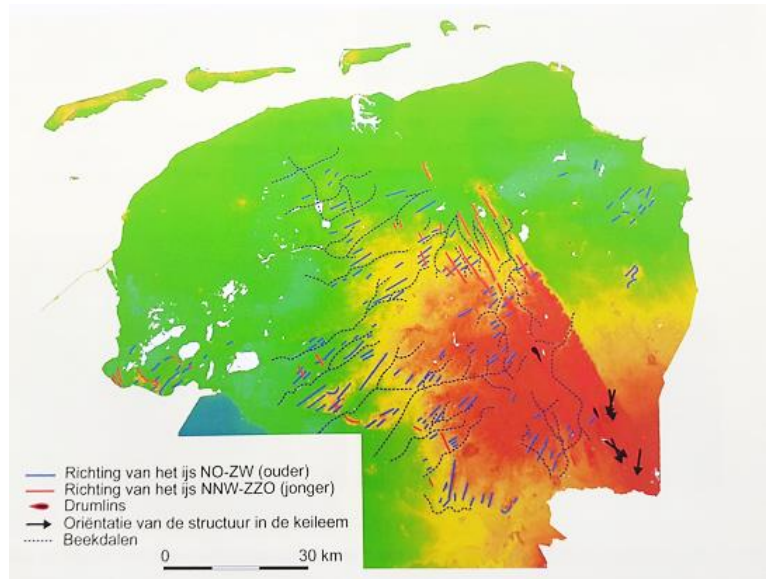 Richting van het ijs NO-ZW (ouder)
Richting van het ijs NNW-ZZO (jonger)
Drumlins
Oriëntatie van de structuur in de keileem
Beekdalen
0 30 km